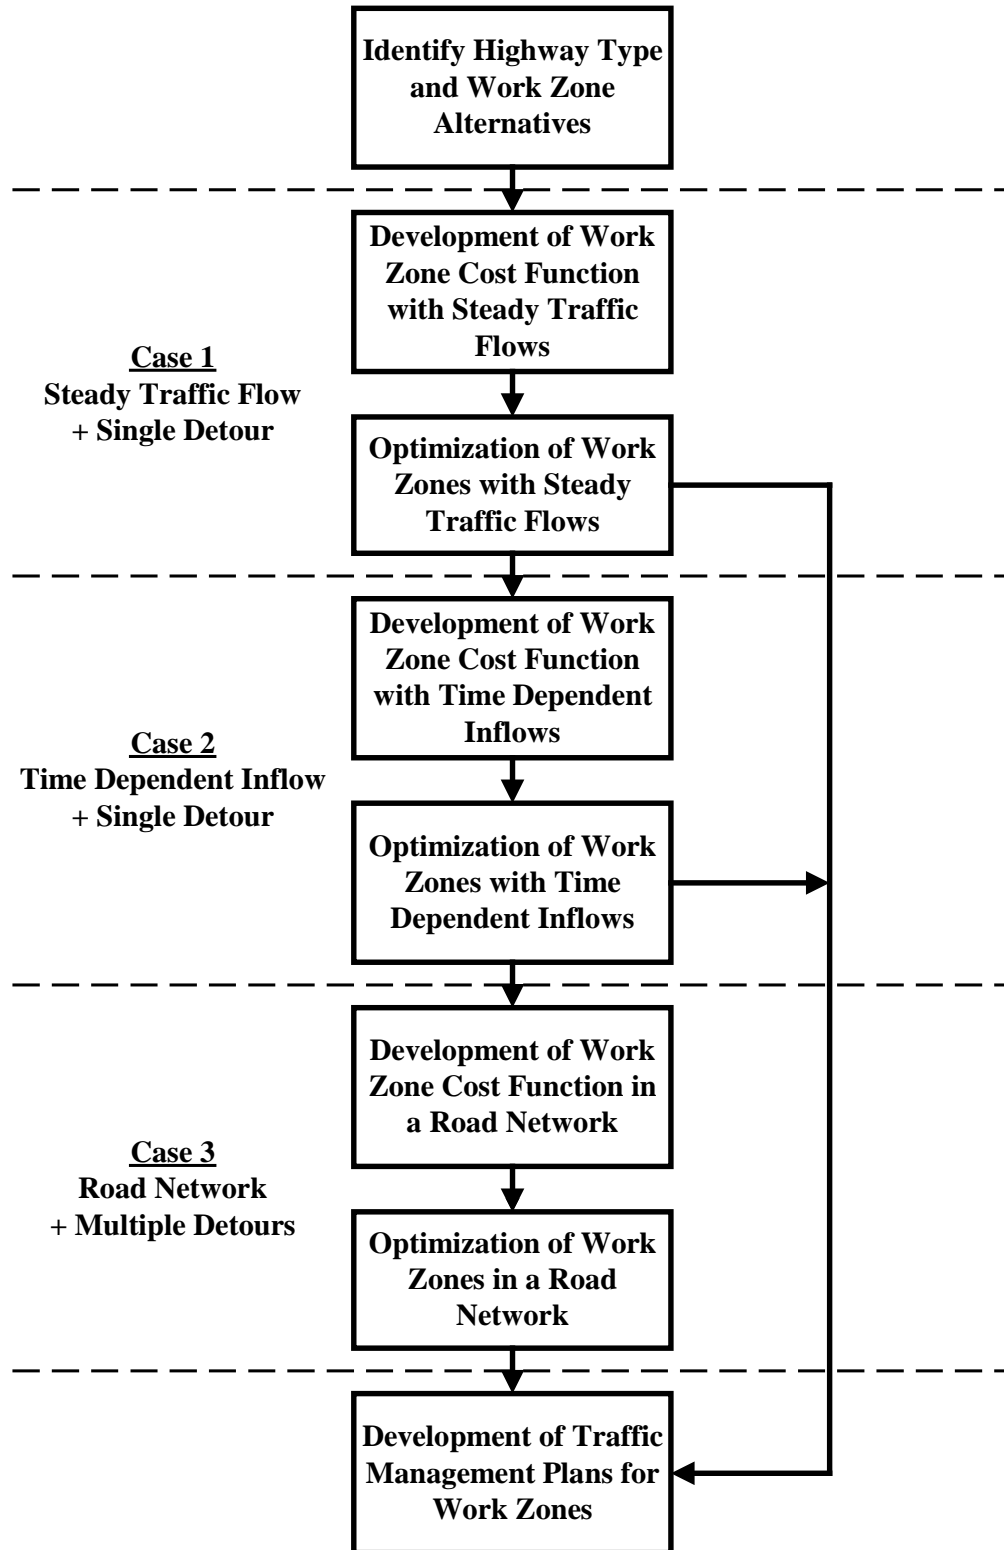 Identify Highway Type
and Work Zone
Alternatives
Development of Work
Zone Cost Function
with Steady Traffic
Flows
Case 1
Steady Traffic Flow
+ Single Detour
Optimization of Work
Zones with Steady
Traffic Flows
Development of Work
Zone Cost Function
with Time Dependent
Inflows
Case 2
Time Dependent Inflow
+ Single Detour
Optimization of Work
Zones with Time
Dependent Inflows
Development of Work
Zone Cost Function in
a Road Network
Case 3
Road Network
+ Multiple Detours
Optimization of Work
Zones in a Road
Network
Development of Traffic
Management Plans for
Work Zones